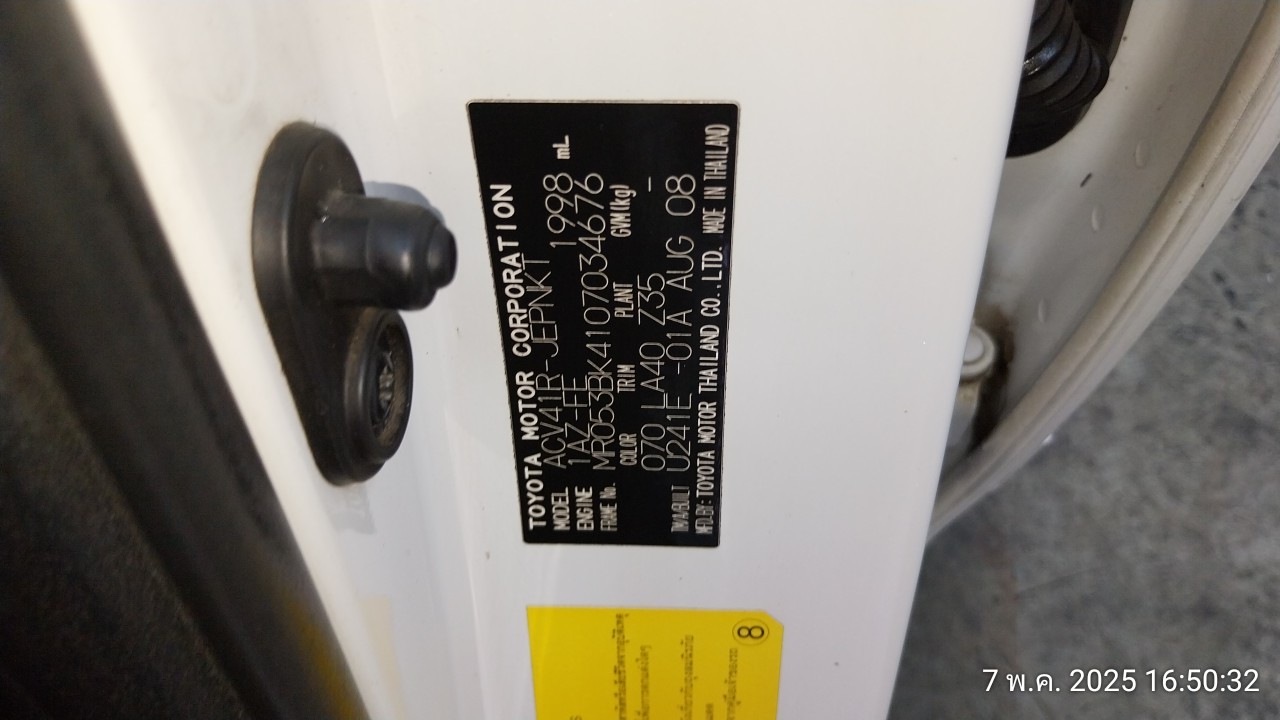 TOYOTA MOTOR CORPORATION
MODEL ACV41R-JEPNKT
ENGINE 1AZ-FE 1998 mL
FRAME No. MR053BK4107034676
COLOR TRIM PLANT GVM(kg)
070 LA40 Z35 -
TM/A/BUILT U241E -01A AUG 08
MFD.BY:TOYOTA MOTOR THAILAND CO.,LTD. MADE IN THAILAND
8
7 พ.ค. 2025 16:50:32